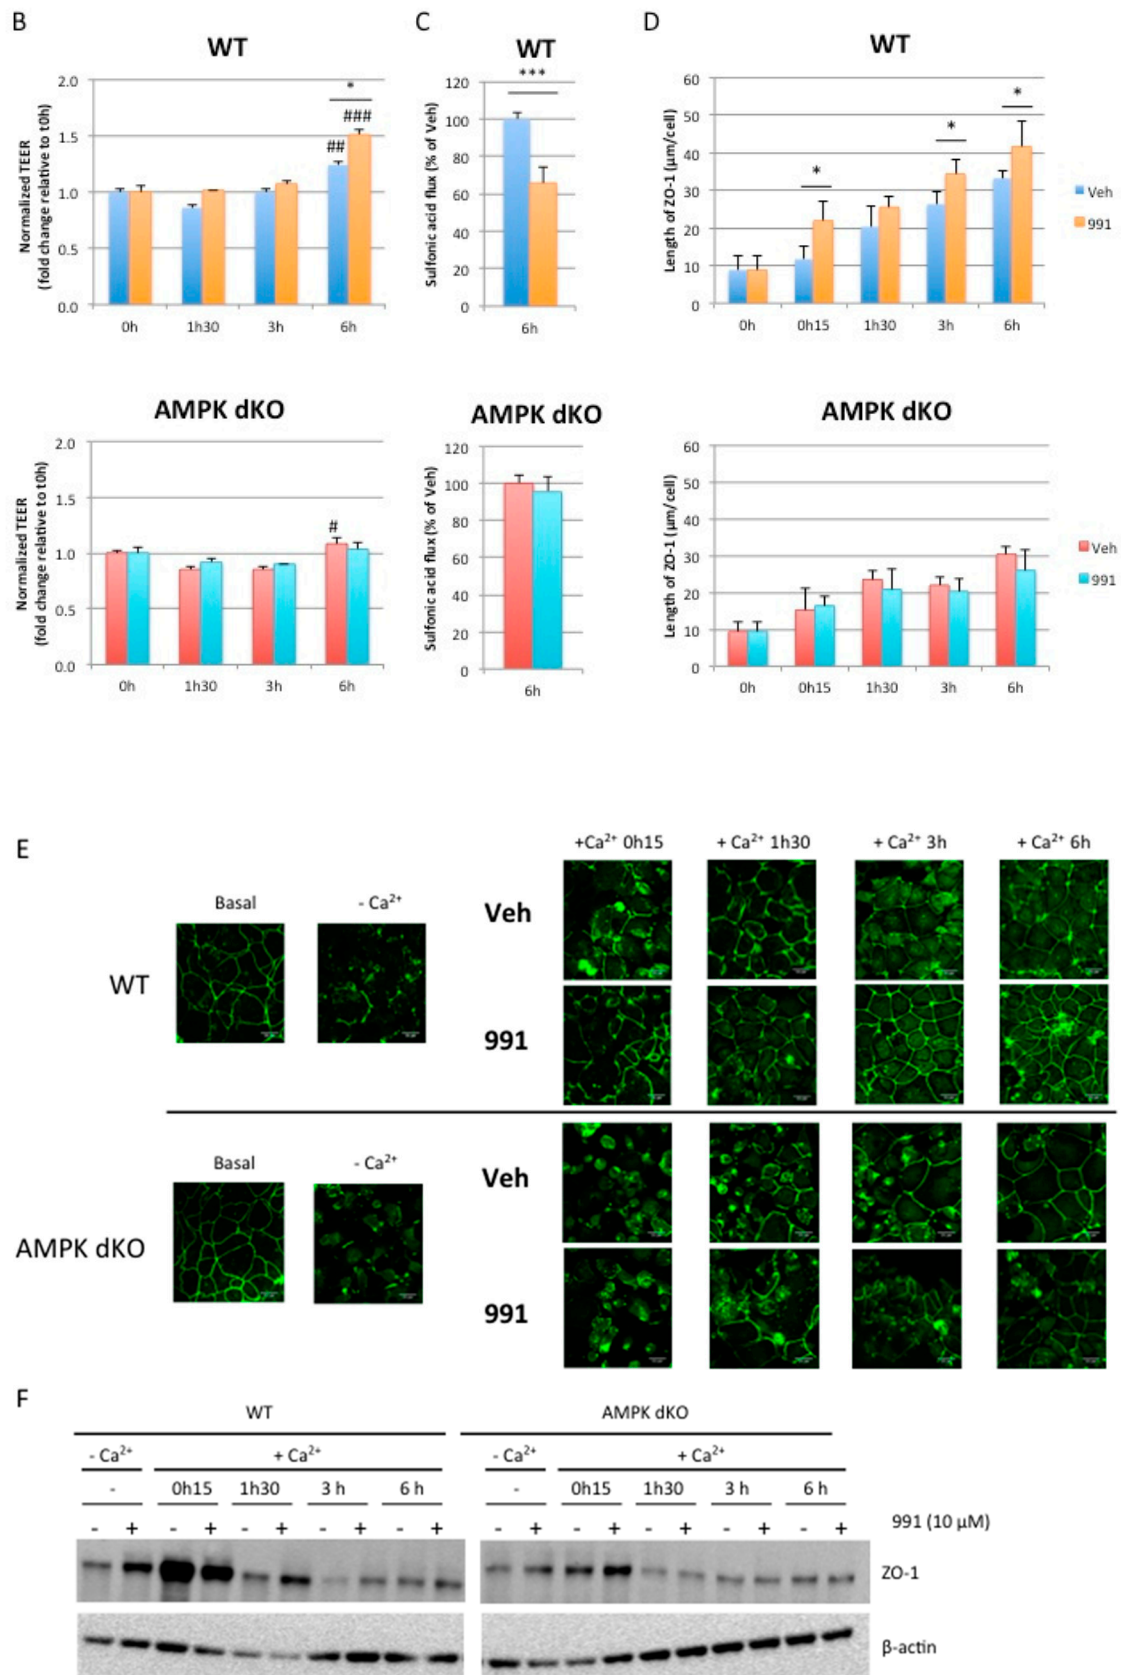 B
WT
Normalized TEER
(fold change relative to t0h)
2.0
1.5
1.0
0.5
0.0
*
##
###
0h 1h30 3h 6h
C
WT
***
Sulfonic acid flux (% of Veh)
120
100
80
60
40
20
0
6h
D
WT
Length of ZO-1 (µm/cell)
60
50
40
30
20
10
0
*
*
*
0h 0h15 1h30 3h 6h
Veh
991
AMPK dKO
Normalized TEER
(fold change relative to t0h)
2.0
1.5
1.0
0.5
0.0
#
0h 1h30 3h 6h
AMPK dKO
Sulfonic acid flux (% of Veh)
120
100
80
60
40
20
0
6h
AMPK dKO
Length of ZO-1 (µm/cell)
60
50
40
30
20
10
0
0h 0h15 1h30 3h 6h
Veh
991
E
+Ca²⁺ 0h15 + Ca²⁺ 1h30 + Ca²⁺ 3h + Ca²⁺ 6h
Basal - Ca²⁺
Veh
WT
991
Basal - Ca²⁺
Veh
AMPK dKO
991
F
WT AMPK dKO
- Ca²⁺ + Ca²⁺ - Ca²⁺ + Ca²⁺
- 0h15 1h30 3 h 6 h - 0h15 1h30 3 h 6 h
- + - + - + - + - + - + - + - + - + - + 991 (10 µM)
ZO-1
β-actin